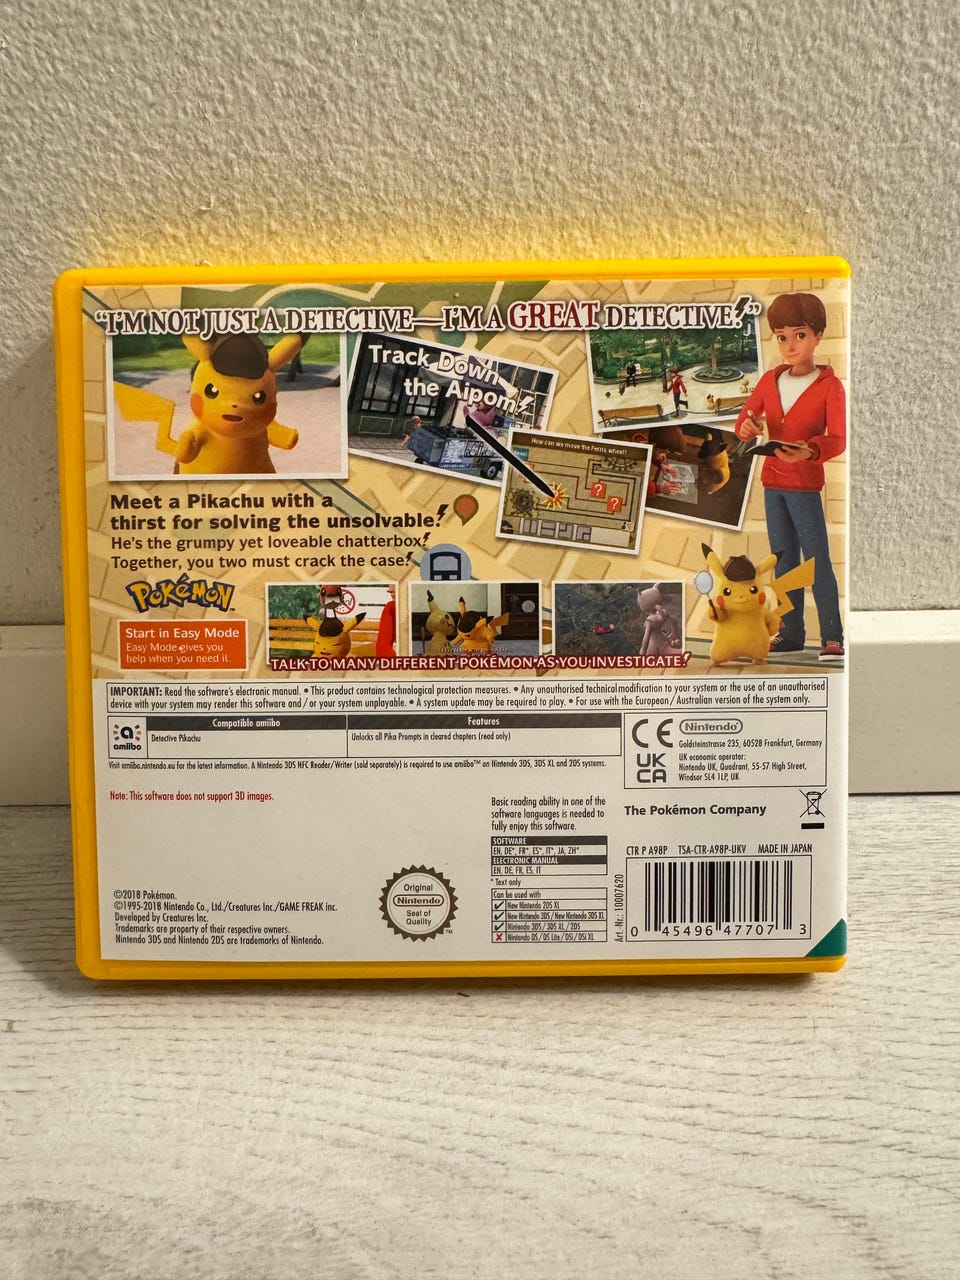 “I'M NOT JUST A DETECTIVE—I'M A GREAT DETECTIVE!”
Track Down
the Aipom!
How can we move the Ferris wheel?
?
?
Meet a Pikachu with a
thirst for solving the unsolvable!
He's the grumpy yet loveable chatterbox!
Together, you two must crack the case!
POKÉMON™
Start in Easy Mode
Easy Mode gives you
help when you need it.
TALK TO MANY DIFFERENT POKÉMON AS YOU INVESTIGATE!
IMPORTANT: Read the software's electronic manual. • This product contains technological protection measures. • Any unauthorised technical modification to your system or the use of an unauthorised
device with your system may render this software and / or your system unplayable. • A system update may be required to play. • For use with the European / Australian version of the system only.
amiibo
Compatible amiibo
Features
Detective Pikachu
Unlocks all Pika Prompts in cleared chapters (read only)
Visit amiibo.nintendo.eu for the latest information. A Nintendo 3DS NFC Reader/Writer (sold separately) is required to use amiibo™ on Nintendo 3DS, 3DS XL and 2DS systems.
CE
UK
CA
Nintendo®
Goldsteinstrasse 235, 60528 Frankfurt, Germany
UK economic operator:
Nintendo UK, Quadrant, 55-57 High Street,
Windsor SL4 1LP, UK
Note: This software does not support 3D images.
Basic reading ability in one of the
software languages is needed to
fully enjoy this software.
The Pokémon Company
SOFTWARE
EN, DE*, FR*, ES*, IT*, JA, ZH*
ELECTRONIC MANUAL
EN, DE, FR, ES, IT
* Text only
Can be used with
New Nintendo 2DS XL
New Nintendo 3DS / New Nintendo 3DS XL
Nintendo 3DS / 3DS XL / 2DS
Nintendo DS / DS Lite / DSi / DSi XL
CTR P A98P TSA-CTR-A98P-UKV MADE IN JAPAN
Art.-Nr.: 10007620
0 45496 47707 3
Original
Nintendo®
Seal of
Quality
TM
©2018 Pokémon.
©1995-2018 Nintendo Co., Ltd./Creatures Inc./GAME FREAK inc.
Developed by Creatures Inc.
Trademarks are property of their respective owners.
Nintendo 3DS and Nintendo 2DS are trademarks of Nintendo.